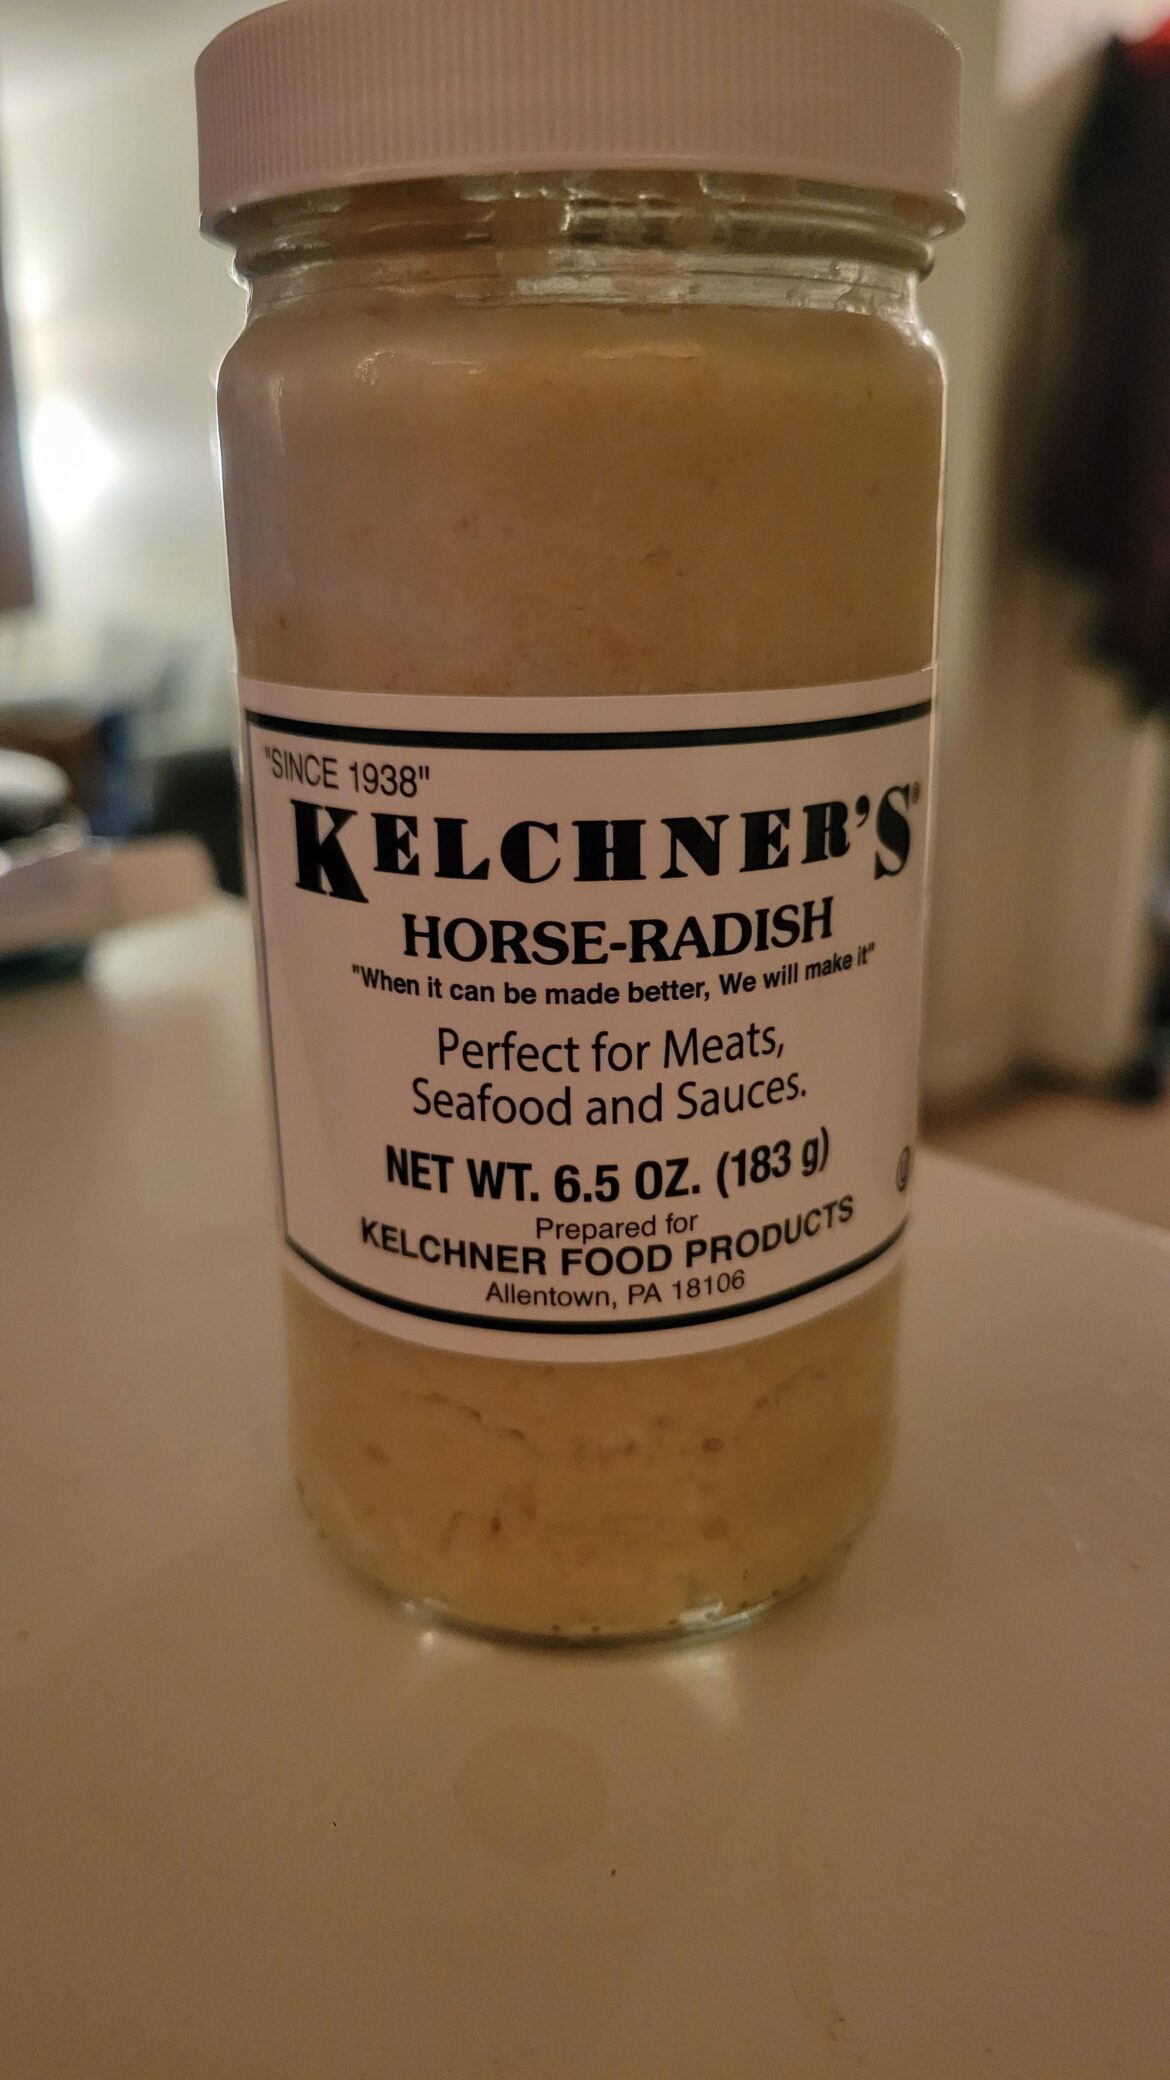 "SINCE 1938"
KELCHNER'S®
HORSE-RADISH
"When it can be made better, We will make it"
Perfect for Meats,
Seafood and Sauces.
NET WT. 6.5 OZ. (183 g)
Prepared for
KELCHNER FOOD PRODUCTS
Allentown, PA 18106